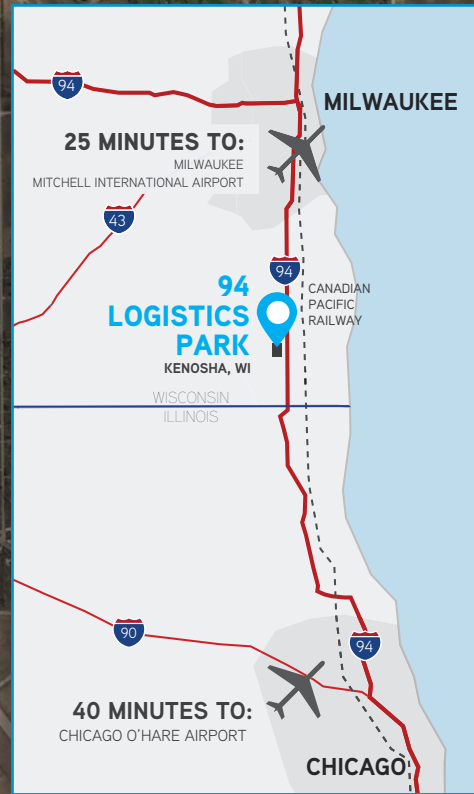 94
MILWAUKEE
25 MINUTES TO:
MILWAUKEE
MITCHELL INTERNATIONAL AIRPORT
43
94
CANADIAN
PACIFIC
RAILWAY
94
LOGISTICS
PARK
KENOSHA, WI
WISCONSIN
ILLINOIS
90
94
40 MINUTES TO:
CHICAGO O'HARE AIRPORT
CHICAGO